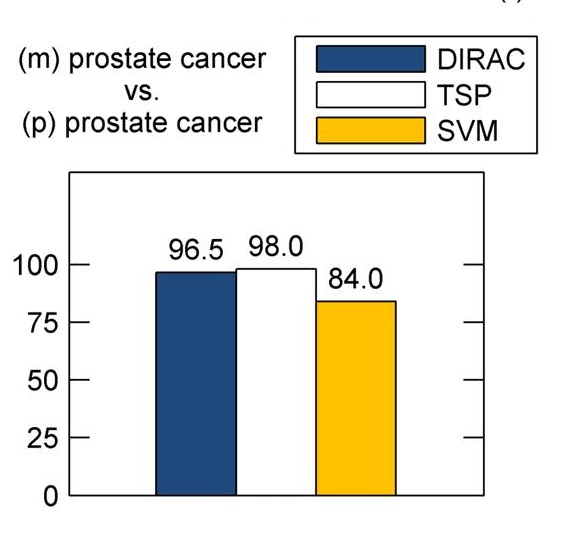 (m) prostate cancer
vs.
(p) prostate cancer
DIRAC
TSP
SVM
96.5
98.0
84.0
100
75
50
25
0